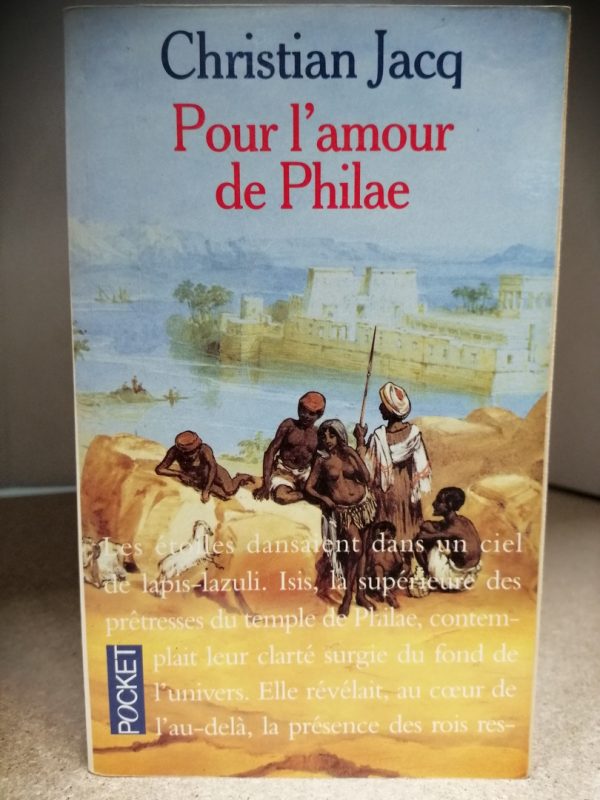 Christian Jacq
Pour l'amour
de Philae
Les étoiles dansaient dans un ciel
de lapis-lazuli. Isis, la supérieure des
prêtresses du temple de Philae, contem-
plait leur clarté surgie du fond de
l'univers. Elle révélait, au cœur de
l'au-delà, la présence des rois res-
POCKET